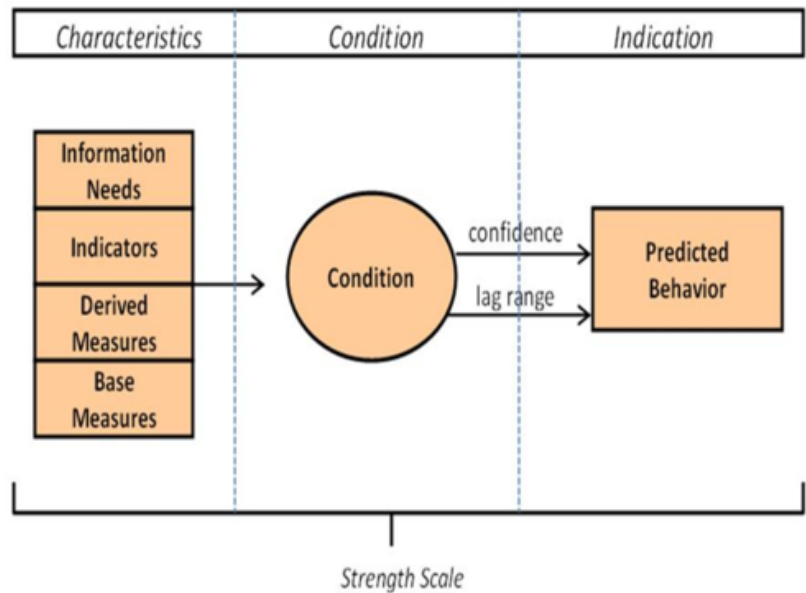 Characteristics
Condition
Indication
Information
Needs
Indicators
Derived
Measures
Base
Measures
Condition
confidence
lag range
Predicted
Behavior
Strength Scale